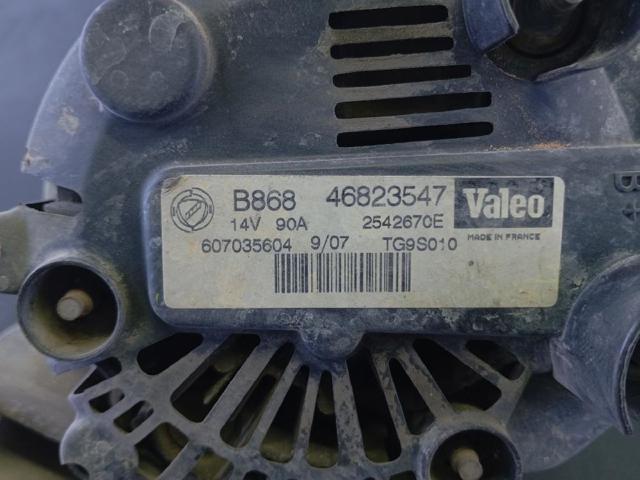 B868 46823547 Valeo
14V 90A 2542670E MADE IN FRANCE
607035604 9/07 TG9S010
B+